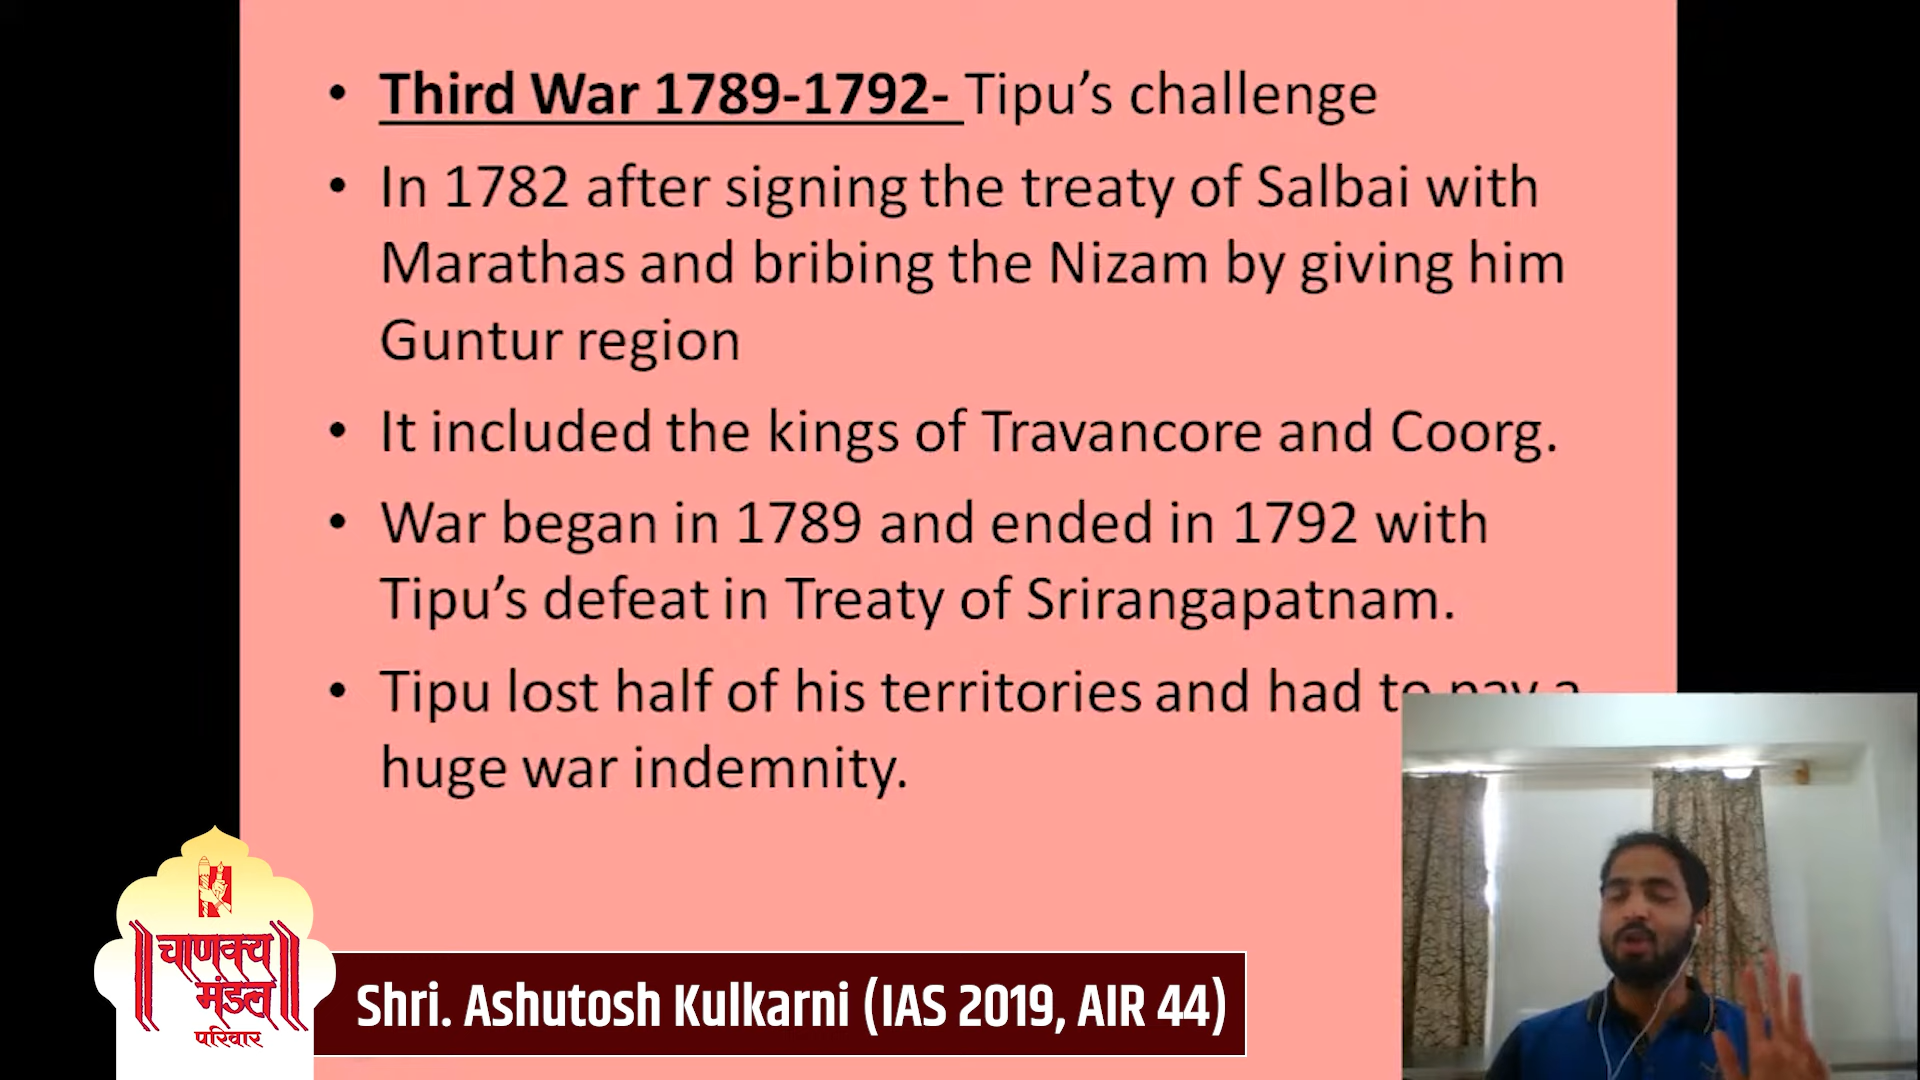 • Third War 1789-1792- Tipu’s challenge
• In 1782 after signing the treaty of Salbai with
Marathas and bribing the Nizam by giving him
Guntur region
• It included the kings of Travancore and Coorg.
• War began in 1789 and ended in 1792 with
Tipu’s defeat in Treaty of Srirangapatnam.
• Tipu lost half of his territories and had to pay a
huge war indemnity.
चाणक्य
मंडल
परिवार
Shri. Ashutosh Kulkarni (IAS 2019, AIR 44)